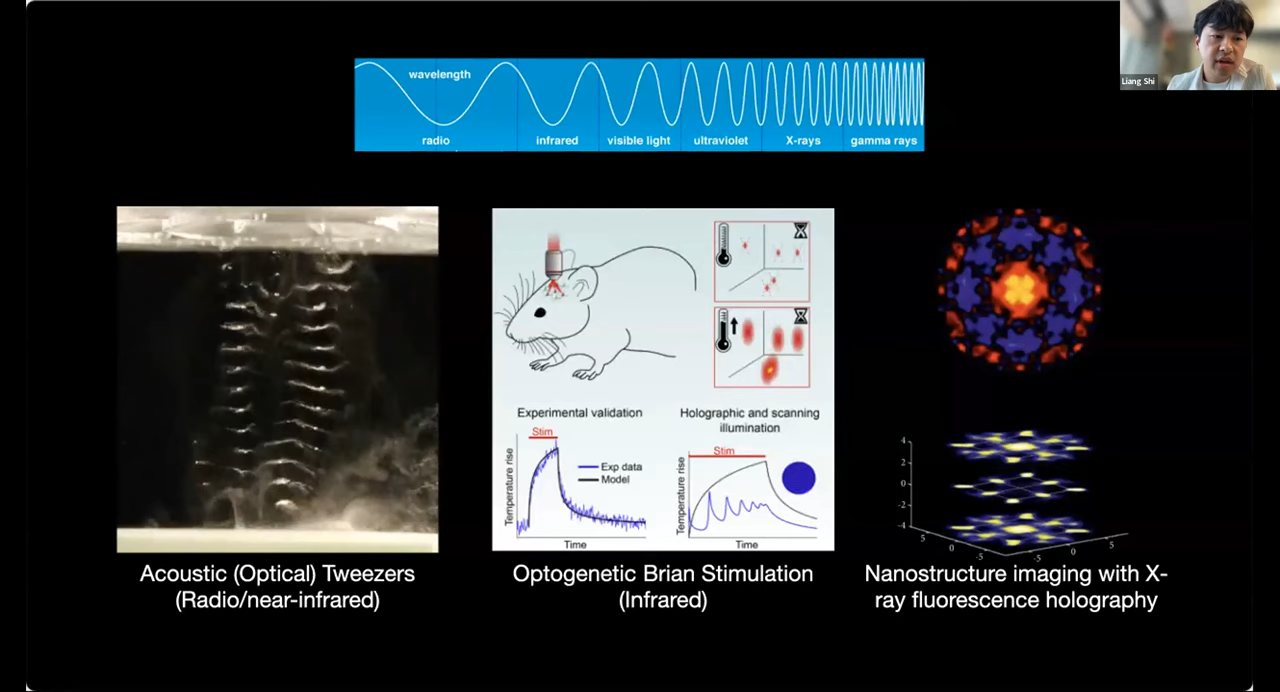 Liang Shi
wavelength
radio
infrared
visible light
ultraviolet
X-rays
gamma rays
Experimental validation
Stim
Temperature rise
Exp data
Model
Time
Holographic and scanning
illumination
Stim
Temperature rise
Time
4
2
0
-2
-4
5
0
-5
-5
0
5
Acoustic (Optical) Tweezers
(Radio/near-infrared)
Optogenetic Brian Stimulation
(Infrared)
Nanostructure imaging with X-
ray fluorescence holography